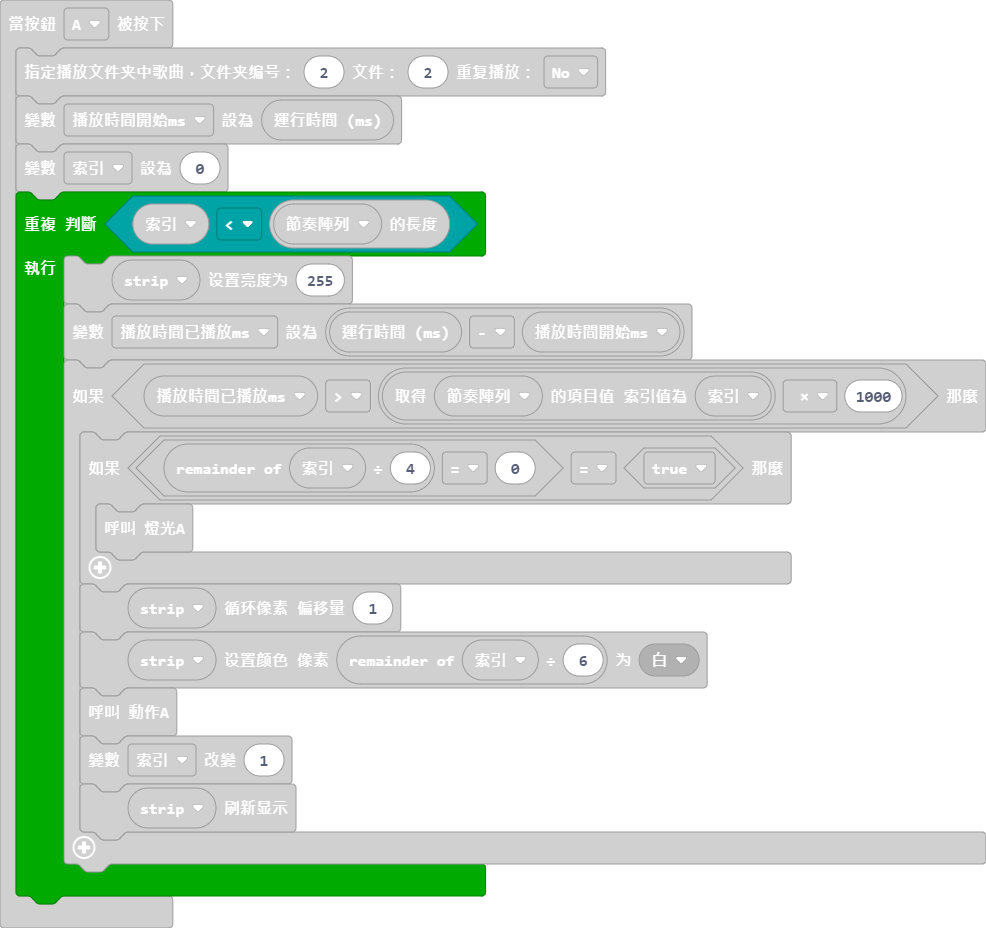 當按鈕 A 被按下
指定播放文件夹中歌曲，文件夹编号： 2 文件： 2 重复播放： No
變數 播放時間開始ms 設為 運行時間 (ms)
變數 索引 設為 0
重複 判斷 索引 < 節奏陣列 的長度
執行
strip 设置亮度为 255
變數 播放時間已播放ms 設為 運行時間 (ms) - 播放時間開始ms
如果 播放時間已播放ms > 取得 節奏陣列 的項目值 索引值為 索引 × 1000 那麼
如果 remainder of 索引 ÷ 4 = 0 = true 那麼
呼叫 燈光A
strip 循环像素 偏移量 1
strip 设置颜色 像素 remainder of 索引 ÷ 6 为 白
呼叫 動作A
變數 索引 改變 1
strip 刷新显示